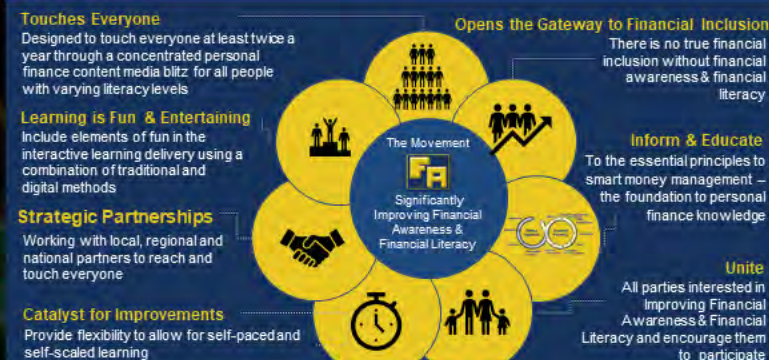 Touches Everyone
Designed to touch everyone at least twice a
year through a concentrated personal
finance content media blitz for all people
with varying literacy levels
Learning is Fun & Entertaining
Include elements of fun in the
interactive learning delivery using a
combination of traditional and
digital methods
Strategic Partnerships
Working with local, regional and
national partners to reach and
touch everyone
Catalyst for Improvements
Provide flexibility to allow for self-paced and
self-scaled learning
The Movement
FA
Significantly
Improving Financial
Awareness &
Financial Literacy
Opens the Gateway to Financial Inclusion
There is no true financial
inclusion without financial
awareness & financial
literacy
Inform & Educate
To the essential principles to
smart money management –
the foundation to personal
finance knowledge
Unite
All parties interested in
Improving Financial
Awareness & Financial
Literacy and encourage them
to participate